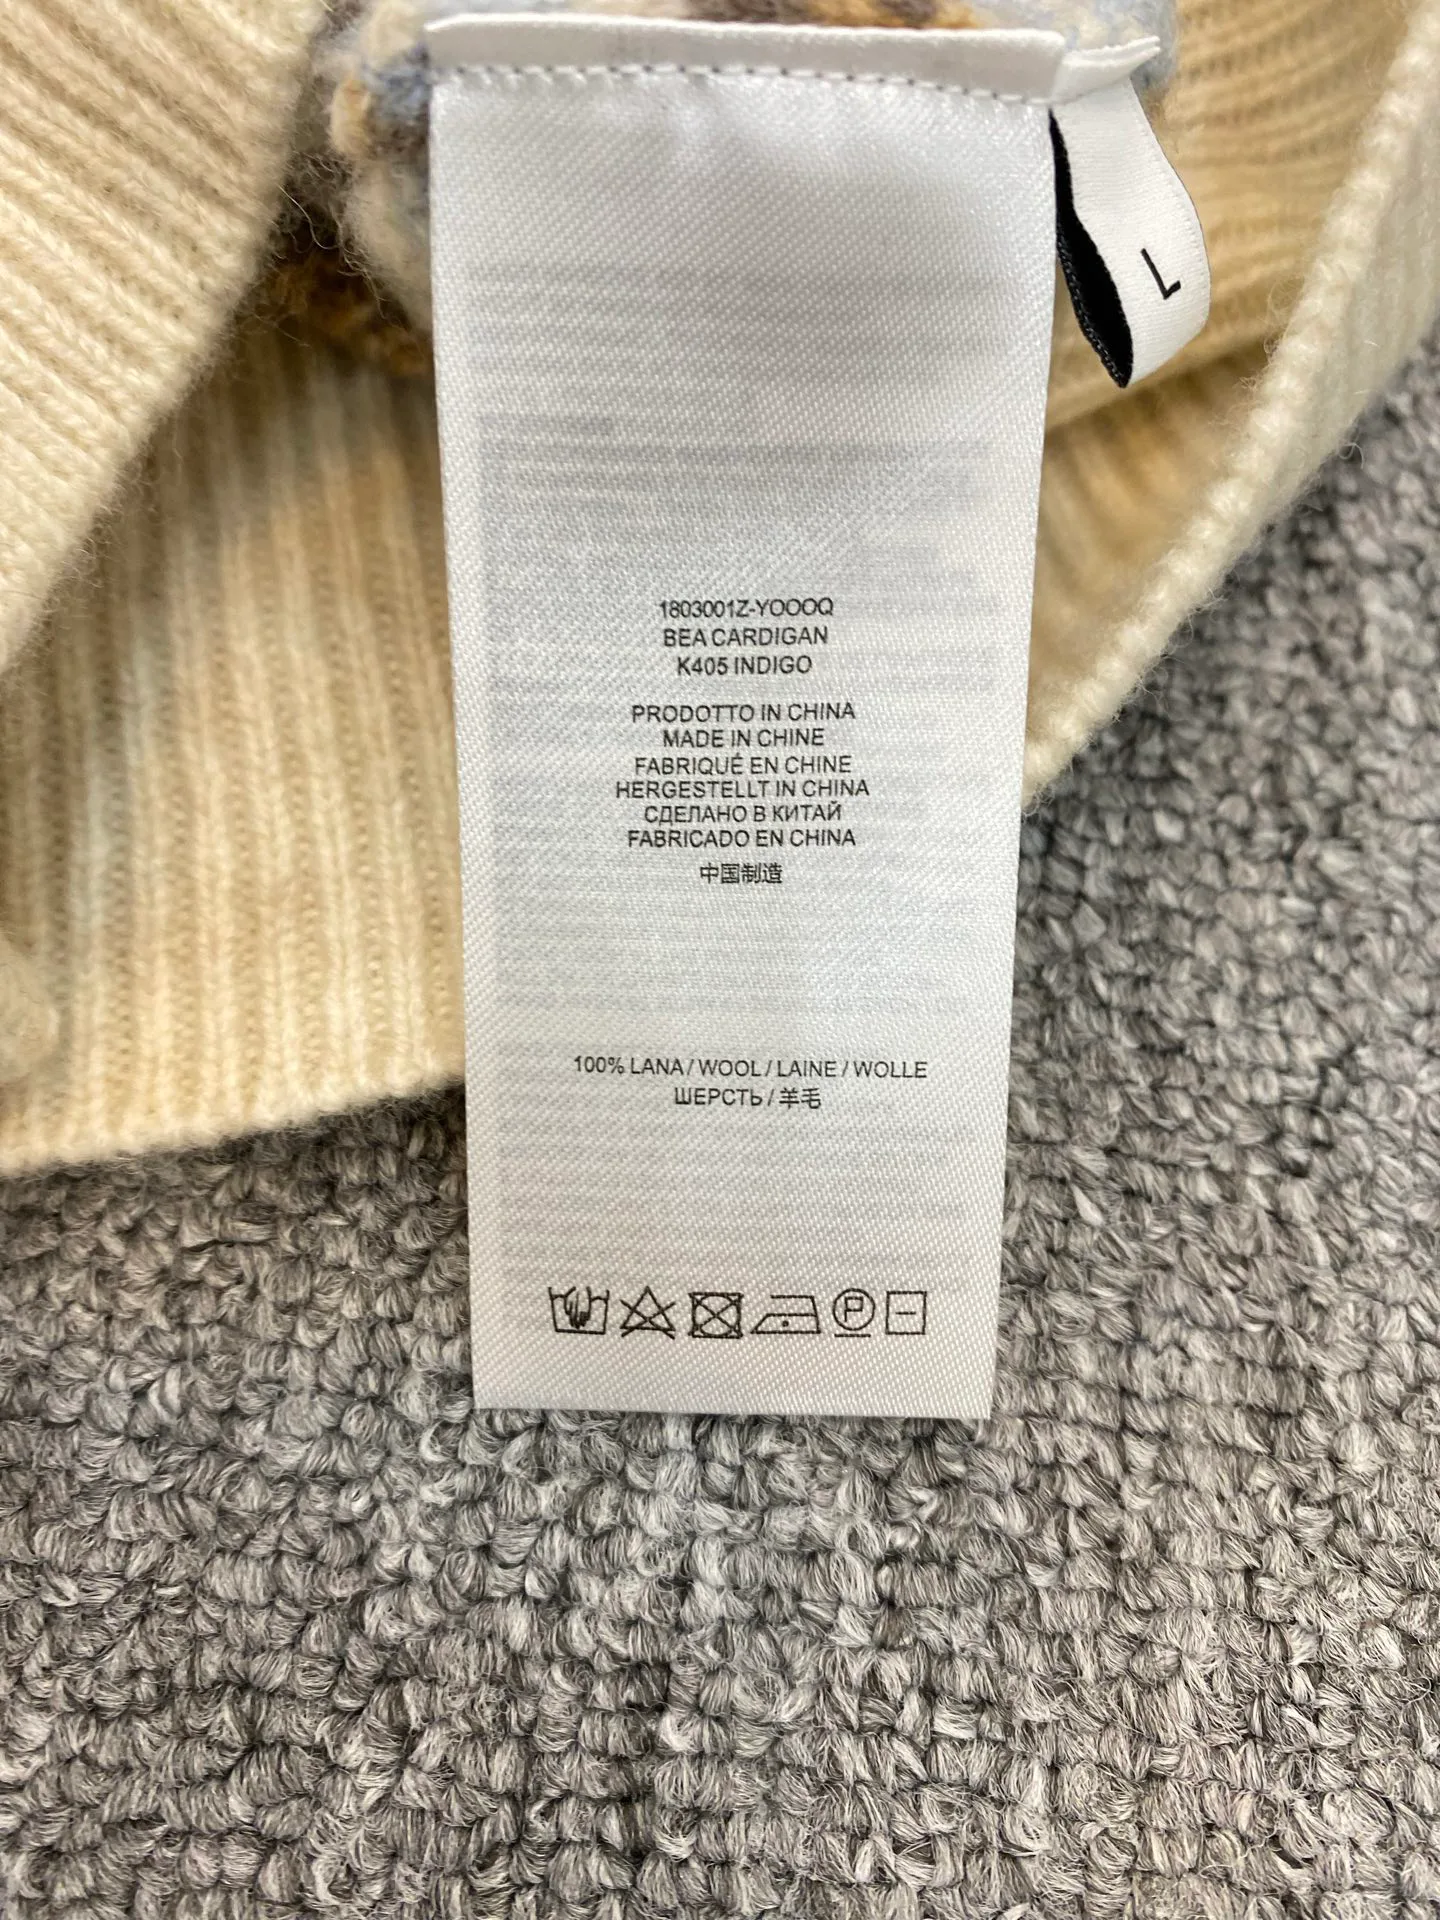 L
1803001Z-YOOOQ
BEA CARDIGAN
K405 INDIGO
PRODOTTO IN CHINA
MADE IN CHINE
FABRIQUÉ EN CHINE
HERGESTELLT IN CHINA
СДЕЛАНО В КИТАЙ
FABRICADO EN CHINA
中国制造
100% LANA / WOOL / LAINE / WOLLE
ШЕРСТЬ / 羊毛
P